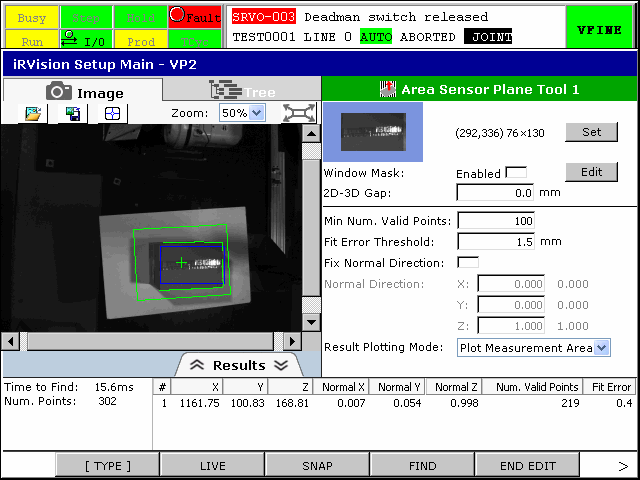 Busy Step Hold Fault SRVO-003 Deadman switch released
Run I/O Prod TCyc TEST0001 LINE 0 AUTO ABORTED JOINT VFINE
iRVision Setup Main - VP2
Image Tree Area Sensor Plane Tool 1
Zoom: 50%
(292,336) 76×130 Set
Window Mask: Enabled Edit
2D-3D Gap: 0.0 mm
Min Num. Valid Points: 100
Fit Error Threshold: 1.5 mm
Fix Normal Direction:
Normal Direction: X: 0.000 0.000
Y: 0.000 0.000
Z: 1.000 1.000
Result Plotting Mode: Plot Measurement Area
Results
Time to Find: 15.6ms
Num. Points: 302
# X Y Z Normal X Normal Y Normal Z Num. Valid Points Fit Error
1 1161.75 100.83 168.81 0.007 0.054 0.998 219 0.4
[ TYPE ] LIVE SNAP FIND END EDIT >